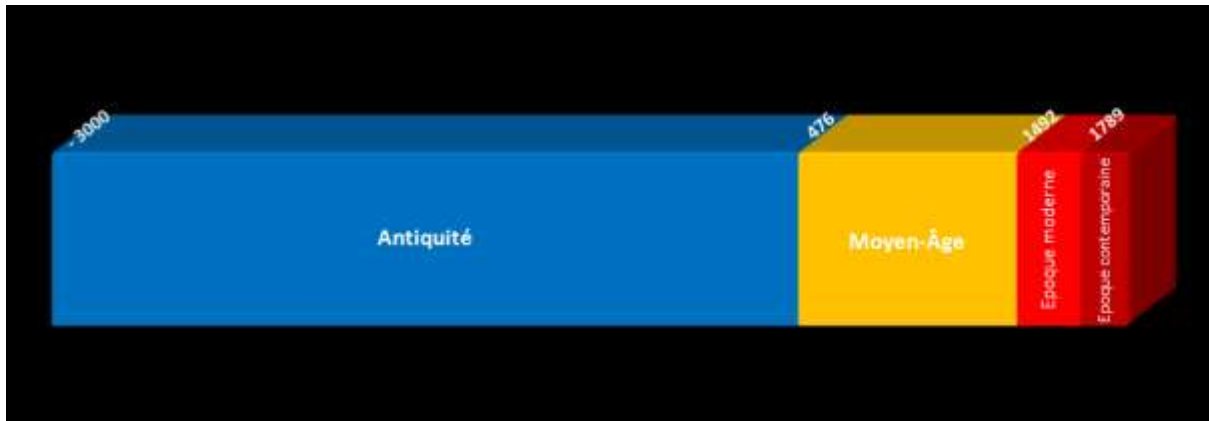 - 3000
476
1492
1789
Antiquité
Moyen-Âge
Epoque moderne
Epoque contemporaine